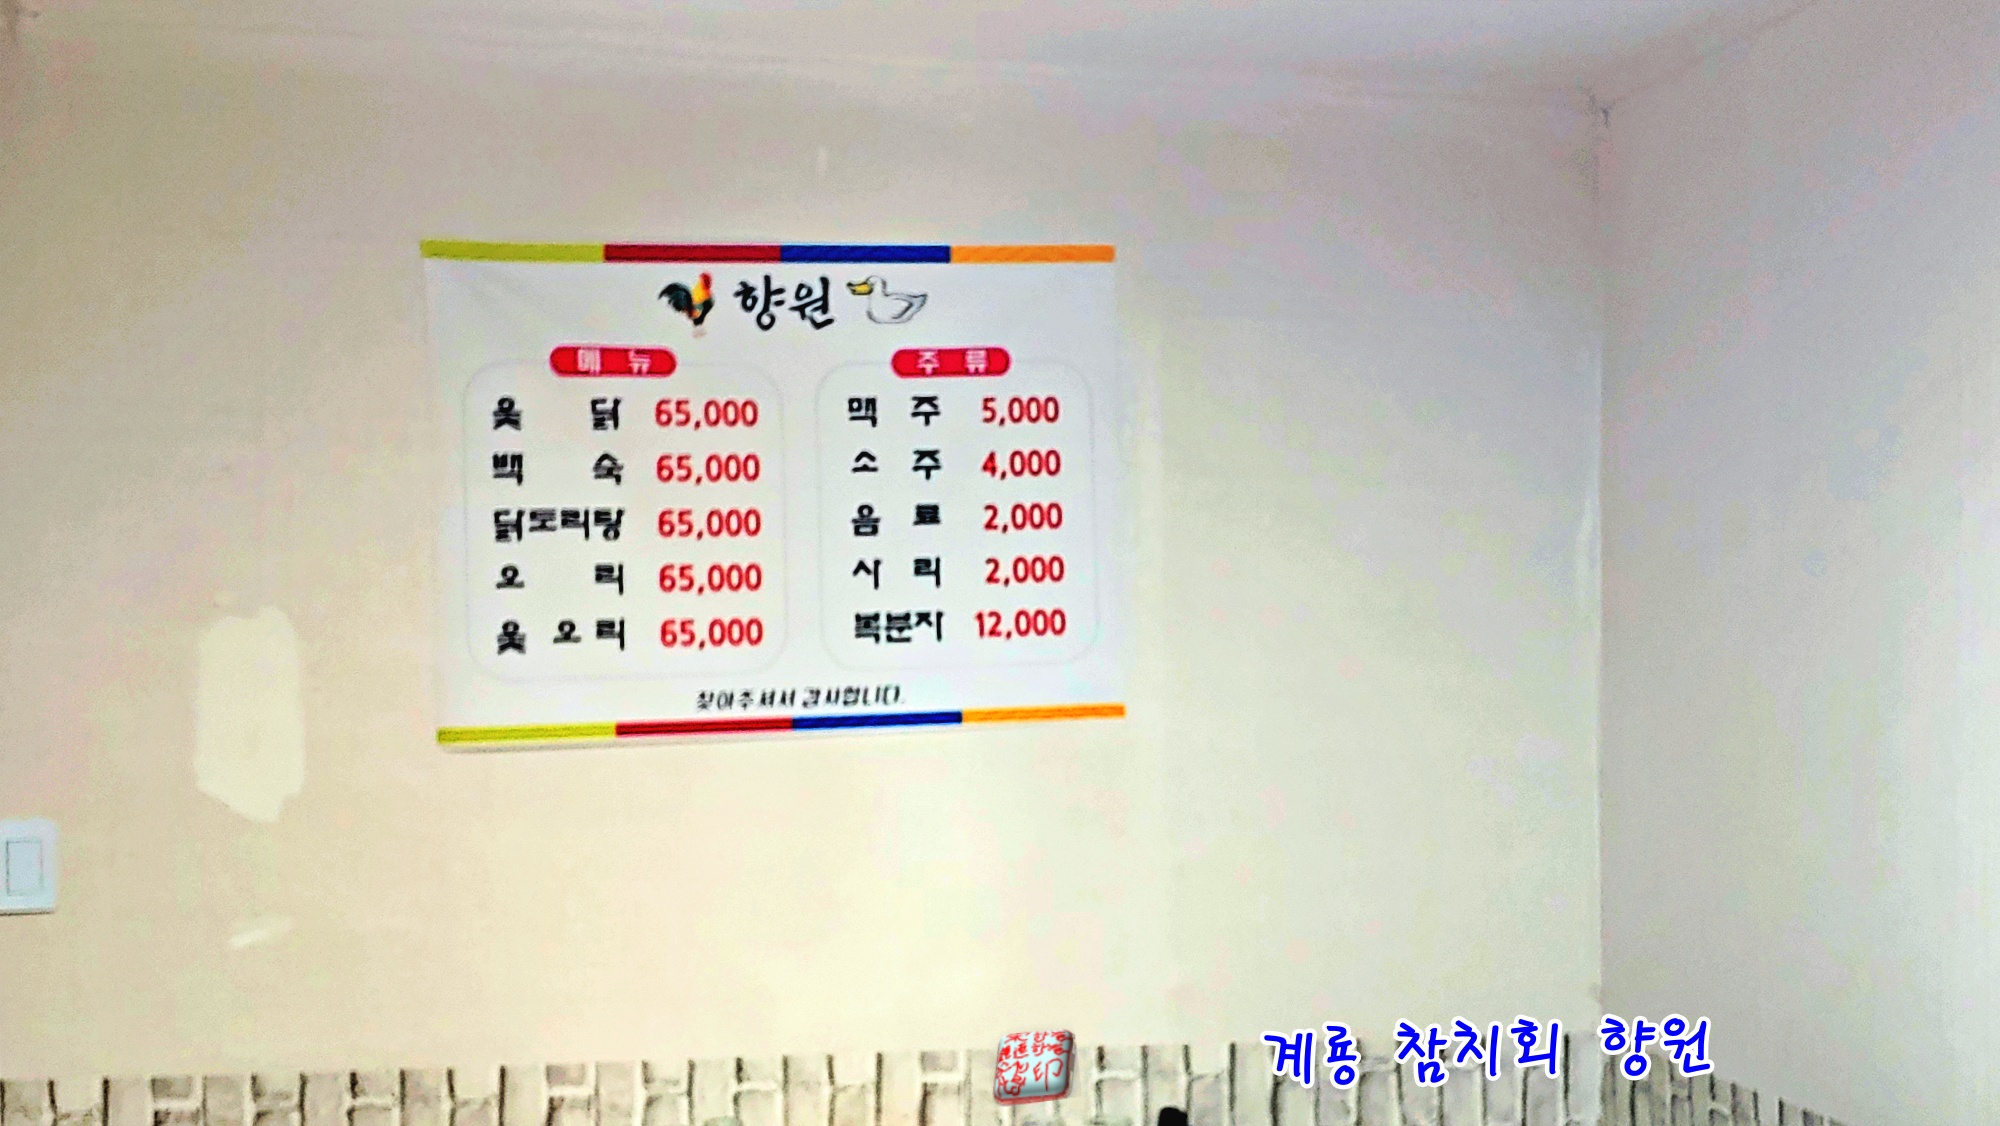 향원
메뉴
옻닭 65,000
백숙 65,000
닭도리탕 65,000
오리 65,000
옻오리 65,000
주류
맥주 5,000
소주 4,000
음료 2,000
사리 2,000
복분자 12,000
찾아주셔서 감사합니다.
계룡 참치회 향원